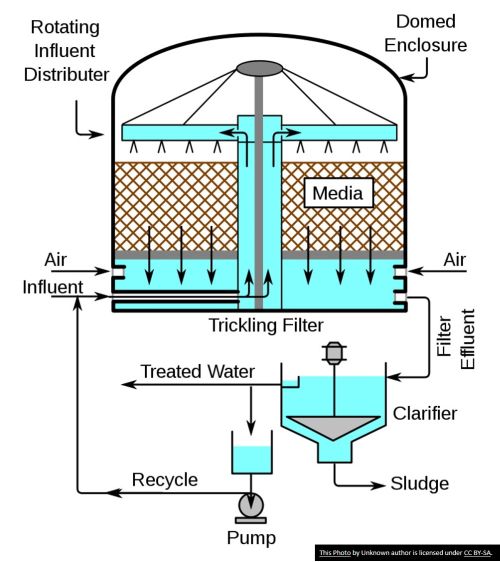 Rotating
Influent
Distributer
Domed
Enclosure
Media
Air
Air
Influent
Trickling Filter
Filter
Effluent
Treated Water
Clarifier
Recycle
Sludge
Pump
This Photo by Unknown author is licensed under CC BY-SA.